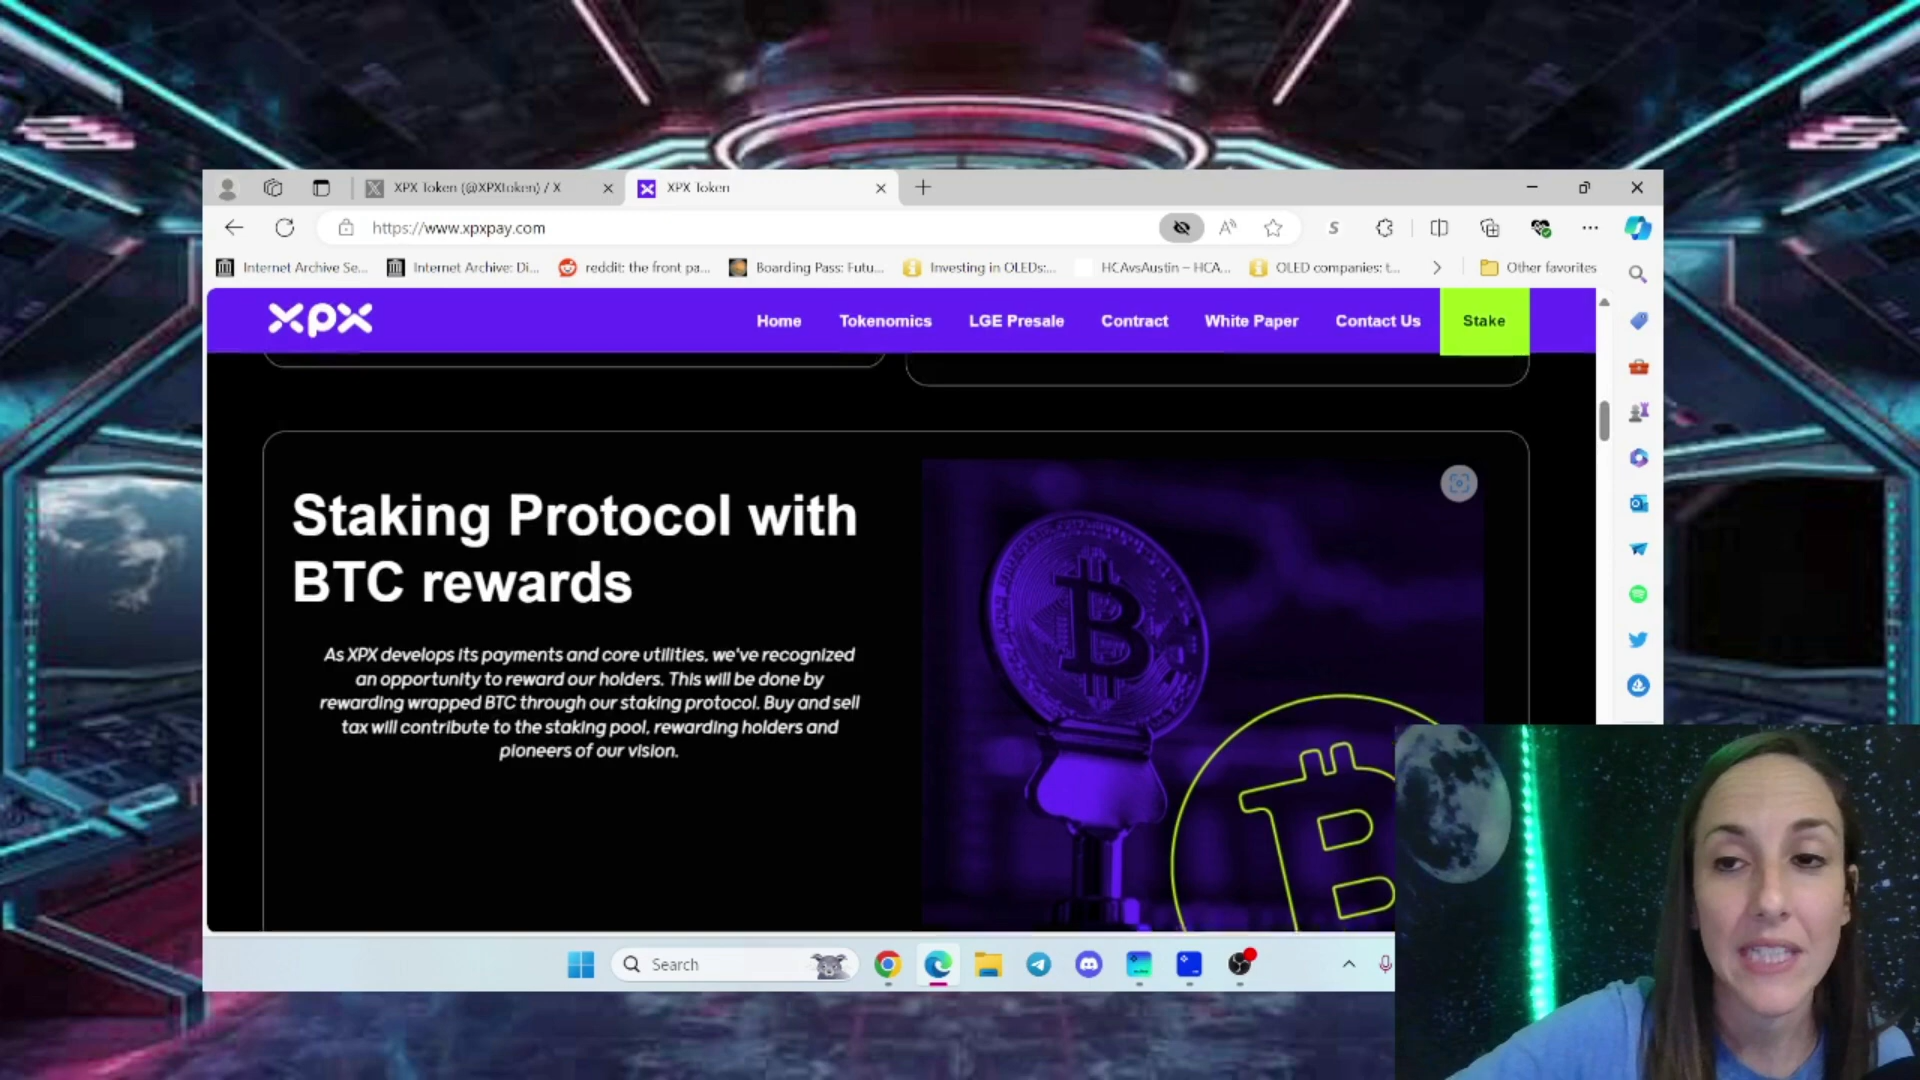 XPX Token (@XPXtoken) / X
XPX Token
https://www.xpxpay.com
Internet Archive Se...
Internet Archive: Di...
reddit: the front pa...
Boarding Pass: Futu...
Investing in OLEDs:...
HCAvsAustin – HCA...
OLED companies: t...
Other favorites
xpx
Home
Tokenomics
LGE Presale
Contract
White Paper
Contact Us
Stake
Staking Protocol with
BTC rewards
As XPX develops its payments and core utilities, we've recognized
an opportunity to reward our holders. This will be done by
rewarding wrapped BTC through our staking protocol. Buy and sell
tax will contribute to the staking pool, rewarding holders and
pioneers of our vision.
Search